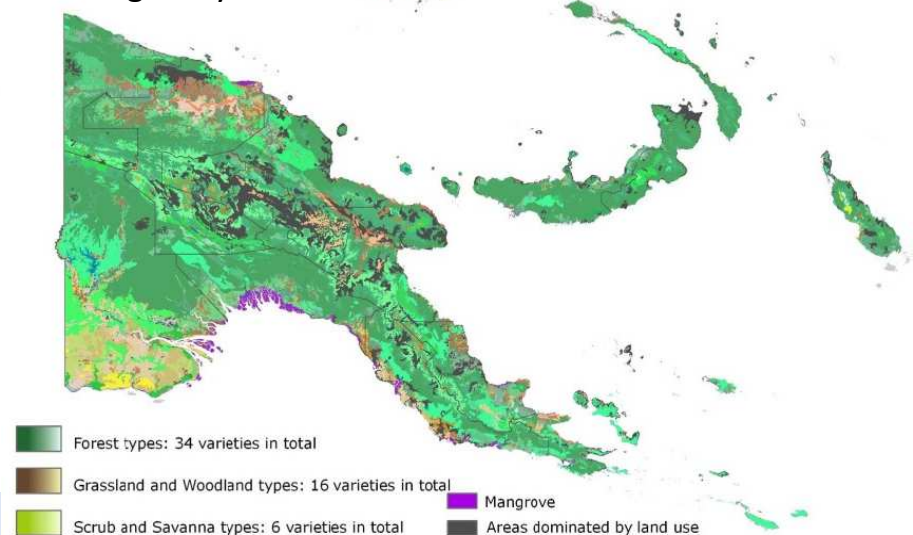 Forest types: 34 varieties in total
Grassland and Woodland types: 16 varieties in total
Mangrove
Scrub and Savanna types: 6 varieties in total
Areas dominated by land use